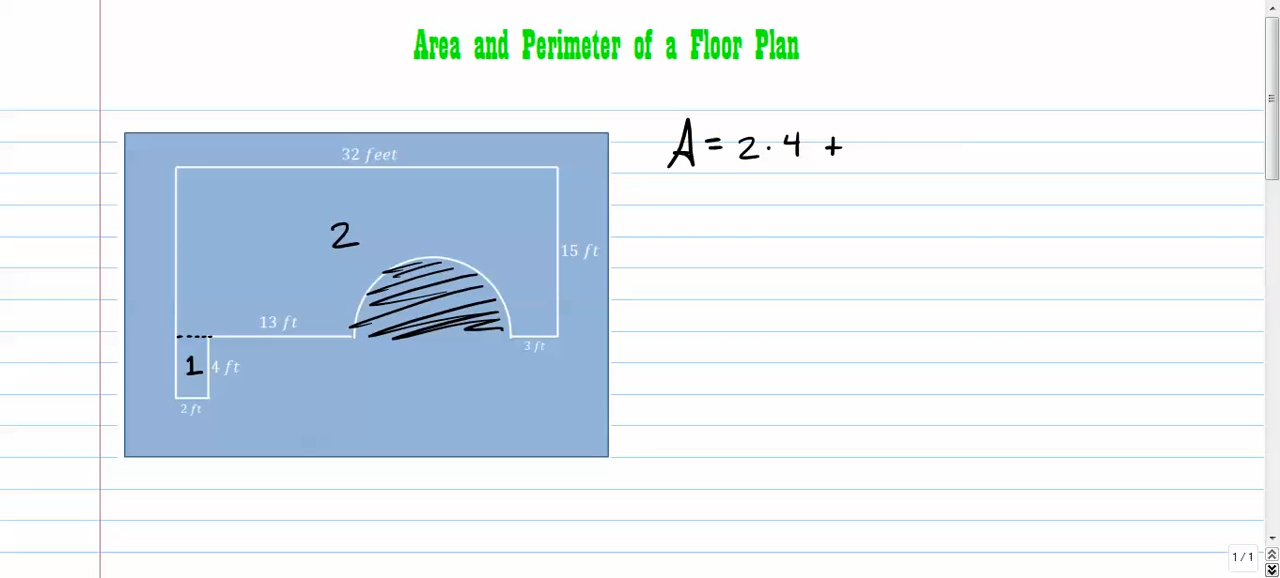 Area and Perimeter of a Floor Plan
A = 2 · 4 +
32 feet
2
15 ft
13 ft
3 ft
1
4 ft
2 ft
1 / 1